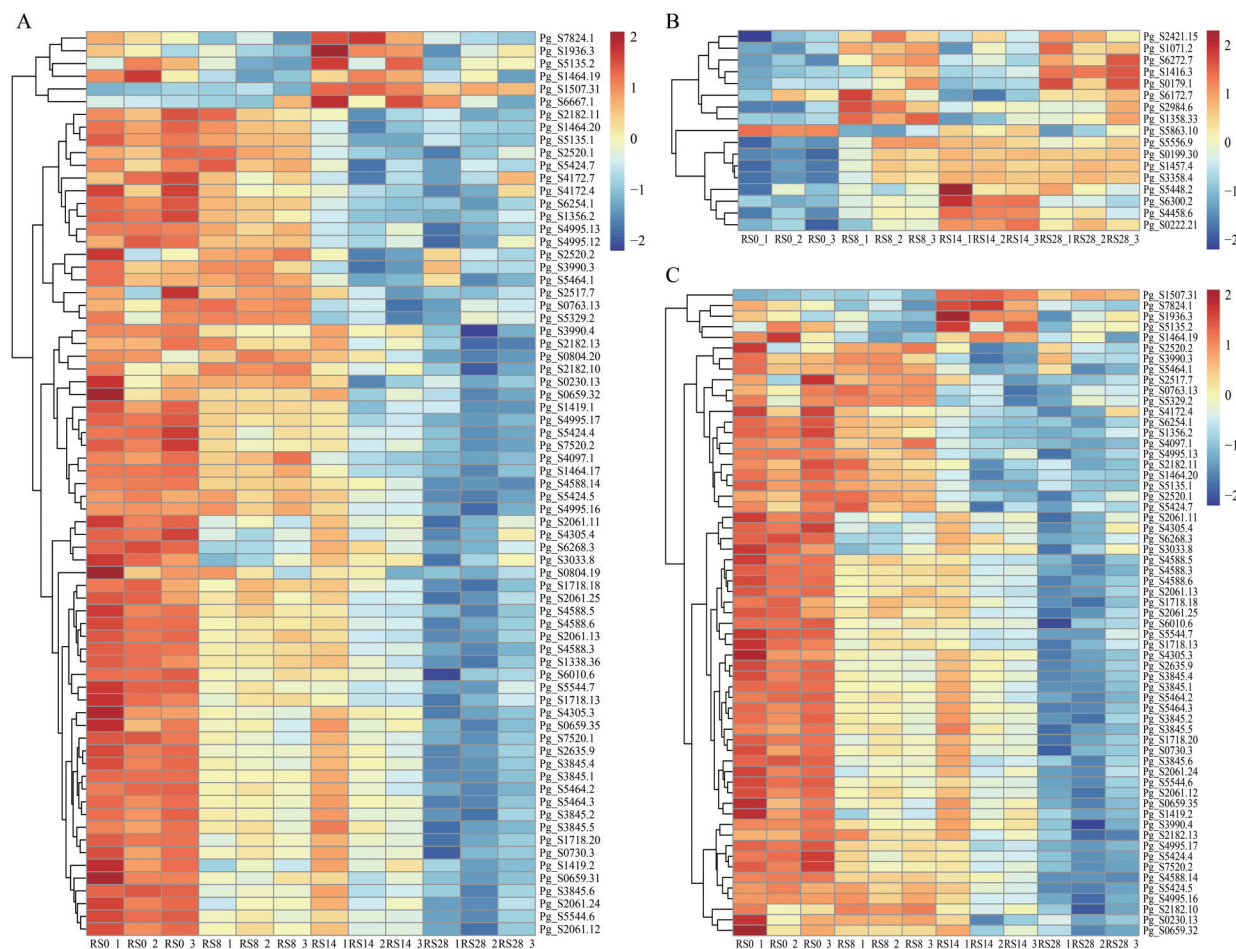 A
Pg_S7824.1
Pg_S1936.3
Pg_S5135.2
Pg_S1464.19
Pg_S1507.31
Pg_S6667.1
Pg_S2182.11
Pg_S1464.20
Pg_S5135.1
Pg_S2520.1
Pg_S5424.7
Pg_S4172.7
Pg_S4172.4
Pg_S6254.1
Pg_S1356.2
Pg_S4995.13
Pg_S4995.12
Pg_S2520.2
Pg_S3990.3
Pg_S5464.1
Pg_S2517.7
Pg_S0763.13
Pg_S5329.2
Pg_S3990.4
Pg_S2182.13
Pg_S0804.20
Pg_S2182.10
Pg_S0230.13
Pg_S0659.32
Pg_S1419.1
Pg_S4995.17
Pg_S5424.4
Pg_S7520.2
Pg_S4097.1
Pg_S1464.17
Pg_S4588.14
Pg_S5424.5
Pg_S4995.16
Pg_S2061.11
Pg_S4305.4
Pg_S6268.3
Pg_S3033.8
Pg_S0804.19
Pg_S1718.18
Pg_S2061.25
Pg_S4588.5
Pg_S4588.6
Pg_S2061.13
Pg_S4588.3
Pg_S1338.36
Pg_S6010.6
Pg_S5544.7
Pg_S1718.13
Pg_S4305.3
Pg_S0659.35
Pg_S7520.1
Pg_S2635.9
Pg_S3845.4
Pg_S3845.1
Pg_S5464.2
Pg_S5464.3
Pg_S3845.2
Pg_S3845.5
Pg_S1718.20
Pg_S0730.3
Pg_S1419.2
Pg_S0659.31
Pg_S3845.6
Pg_S2061.24
Pg_S5544.6
Pg_S2061.12
RS0_1 RS0_2 RS0_3 RS8_1 RS8_2 RS8_3 RS14_1 RS14_2 RS14_3 RS28_1 RS28_2 RS28_3
2
1
0
−1
−2
B
Pg_S2421.15
Pg_S1071.2
Pg_S6272.7
Pg_S1416.3
Pg_S0179.1
Pg_S6172.7
Pg_S2984.6
Pg_S1358.33
Pg_S5863.10
Pg_S5556.9
Pg_S0199.30
Pg_S1457.4
Pg_S3358.4
Pg_S5448.2
Pg_S6300.2
Pg_S4458.6
Pg_S0222.21
RS0_1 RS0_2 RS0_3 RS8_1 RS8_2 RS8_3 RS14_1 RS14_2 RS14_3 RS28_1 RS28_2 RS28_3
2
1
0
−1
−2
C
Pg_S1507.31
Pg_S7824.1
Pg_S1936.3
Pg_S5135.2
Pg_S1464.19
Pg_S2520.2
Pg_S3990.3
Pg_S5464.1
Pg_S2517.7
Pg_S0763.13
Pg_S5329.2
Pg_S4172.4
Pg_S6254.1
Pg_S1356.2
Pg_S4097.1
Pg_S4995.13
Pg_S2182.11
Pg_S1464.20
Pg_S5135.1
Pg_S2520.1
Pg_S5424.7
Pg_S2061.11
Pg_S4305.4
Pg_S6268.3
Pg_S3033.8
Pg_S4588.5
Pg_S4588.3
Pg_S4588.6
Pg_S2061.13
Pg_S1718.18
Pg_S2061.25
Pg_S6010.6
Pg_S5544.7
Pg_S1718.13
Pg_S4305.3
Pg_S2635.9
Pg_S3845.4
Pg_S3845.1
Pg_S5464.2
Pg_S5464.3
Pg_S3845.2
Pg_S3845.5
Pg_S1718.20
Pg_S0730.3
Pg_S3845.6
Pg_S2061.24
Pg_S5544.6
Pg_S2061.12
Pg_S0659.35
Pg_S1419.2
Pg_S3990.4
Pg_S2182.13
Pg_S4995.17
Pg_S5424.4
Pg_S7520.2
Pg_S4588.14
Pg_S5424.5
Pg_S4995.16
Pg_S2182.10
Pg_S0230.13
Pg_S0659.32
RS0_1 RS0_2 RS0_3 RS8_1 RS8_2 RS8_3 RS14_1 RS14_2 RS14_3 RS28_1 RS28_2 RS28_3
2
1
0
−1
−2